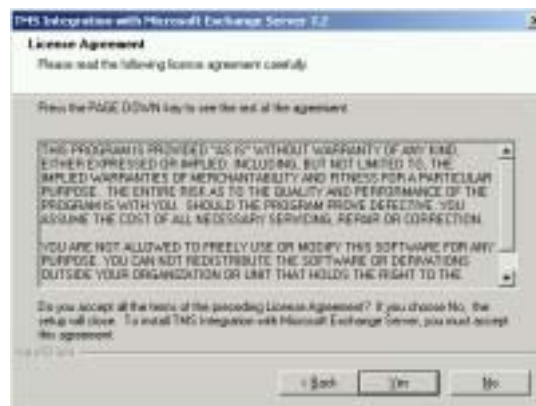 TMS Integration with Microsoft Exchange Server 3.2
License Agreement
Please read the following license agreement carefully.
Press the PAGE DOWN key to see the rest of the agreement.
THIS PROGRAM IS PROVIDED "AS IS" WITHOUT WARRANTY OF ANY KIND,
EITHER EXPRESSED OR IMPLIED, INCLUDING, BUT NOT LIMITED TO, THE
IMPLIED WARRANTIES OF MERCHANTABILITY AND FITNESS FOR A PARTICULAR
PURPOSE. THE ENTIRE RISK AS TO THE QUALITY AND PERFORMANCE OF THE
PROGRAM IS WITH YOU. SHOULD THE PROGRAM PROVE DEFECTIVE, YOU
ASSUME THE COST OF ALL NECESSARY SERVICING, REPAIR OR CORRECTION.
YOU ARE NOT ALLOWED TO FREELY USE OR MODIFY THIS SOFTWARE FOR ANY
PURPOSE. YOU CAN NOT REDISTRIBUTE THE SOFTWARE OR DERIVATIONS
OUTSIDE YOUR ORGANIZATION OR UNIT THAT HOLDS THE RIGHT TO THE
Do you accept all the terms of the preceding License Agreement? If you choose No, the
setup will close. To install TMS Integration with Microsoft Exchange Server, you must accept
this agreement.
< Back
Yes
No